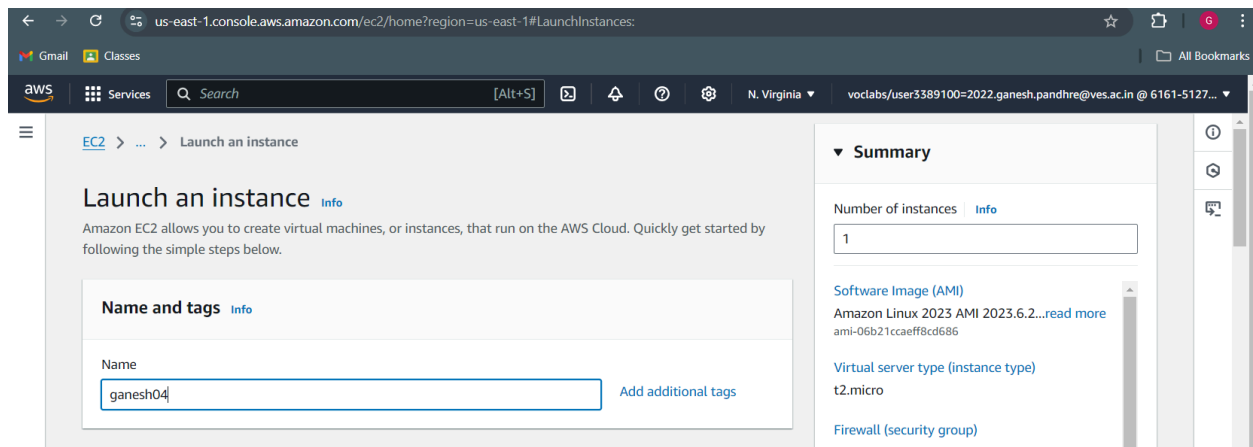 us-east-1.console.aws.amazon.com/ec2/home?region=us-east-1#LaunchInstances:
G
Gmail Classes All Bookmarks
aws Services Search [Alt+S] N. Virginia ▼ voclabs/user3389100=2022.ganesh.pandhre@ves.ac.in @ 6161-5127... ▼
EC2 > ... > Launch an instance
Launch an instance Info
Amazon EC2 allows you to create virtual machines, or instances, that run on the AWS Cloud. Quickly get started by
following the simple steps below.
Name and tags Info
Name
ganesh04
Add additional tags
▼ Summary
Number of instances Info
1
Software Image (AMI)
Amazon Linux 2023 AMI 2023.6.2...read more
ami-06b21ccaeff8cd686
Virtual server type (instance type)
t2.micro
Firewall (security group)